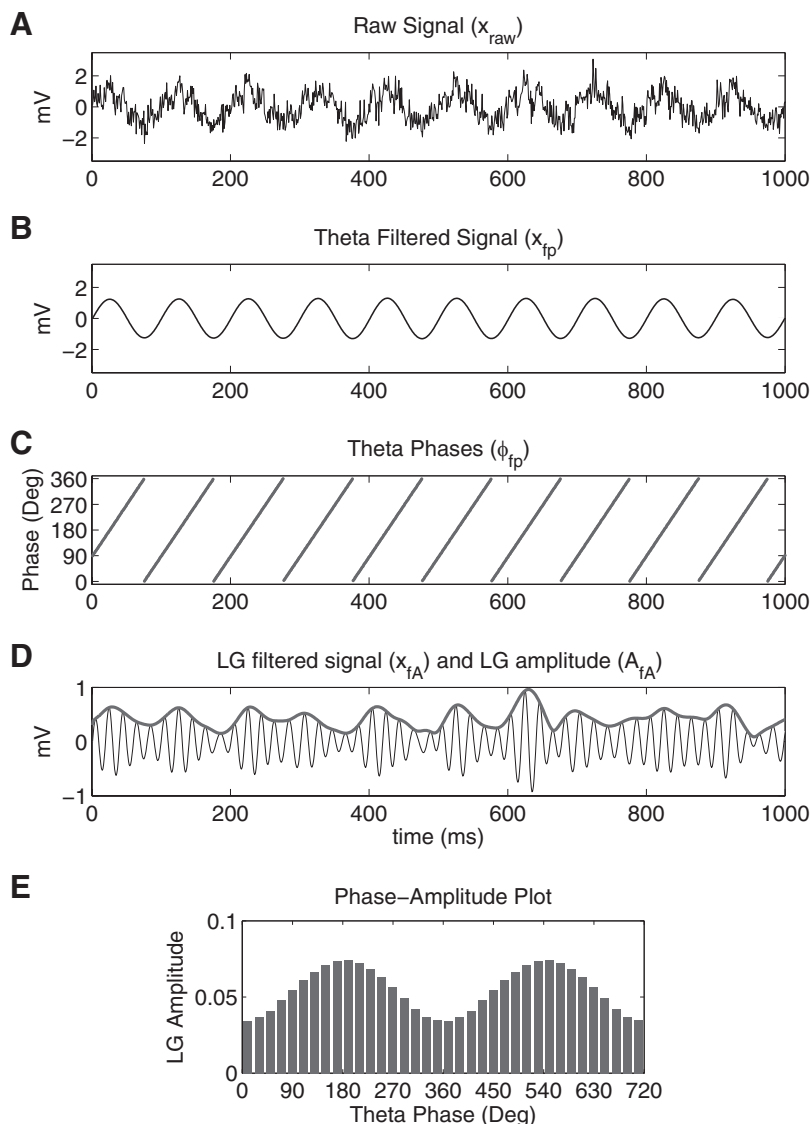 A
Raw Signal (x_raw)
mV
2
0
−2
0 200 400 600 800 1000
B
Theta Filtered Signal (x_fp)
mV
2
0
−2
0 200 400 600 800 1000
C
Theta Phases (ϕ_fp)
Phase (Deg)
360
270
180
90
0
0 200 400 600 800 1000
D
LG filtered signal (x_fA) and LG amplitude (A_fA)
mV
1
0
−1
0 200 400 600 800 1000
time (ms)
E
Phase−Amplitude Plot
LG Amplitude
0.1
0.05
0
0 90 180 270 360 450 540 630 720
Theta Phase (Deg)